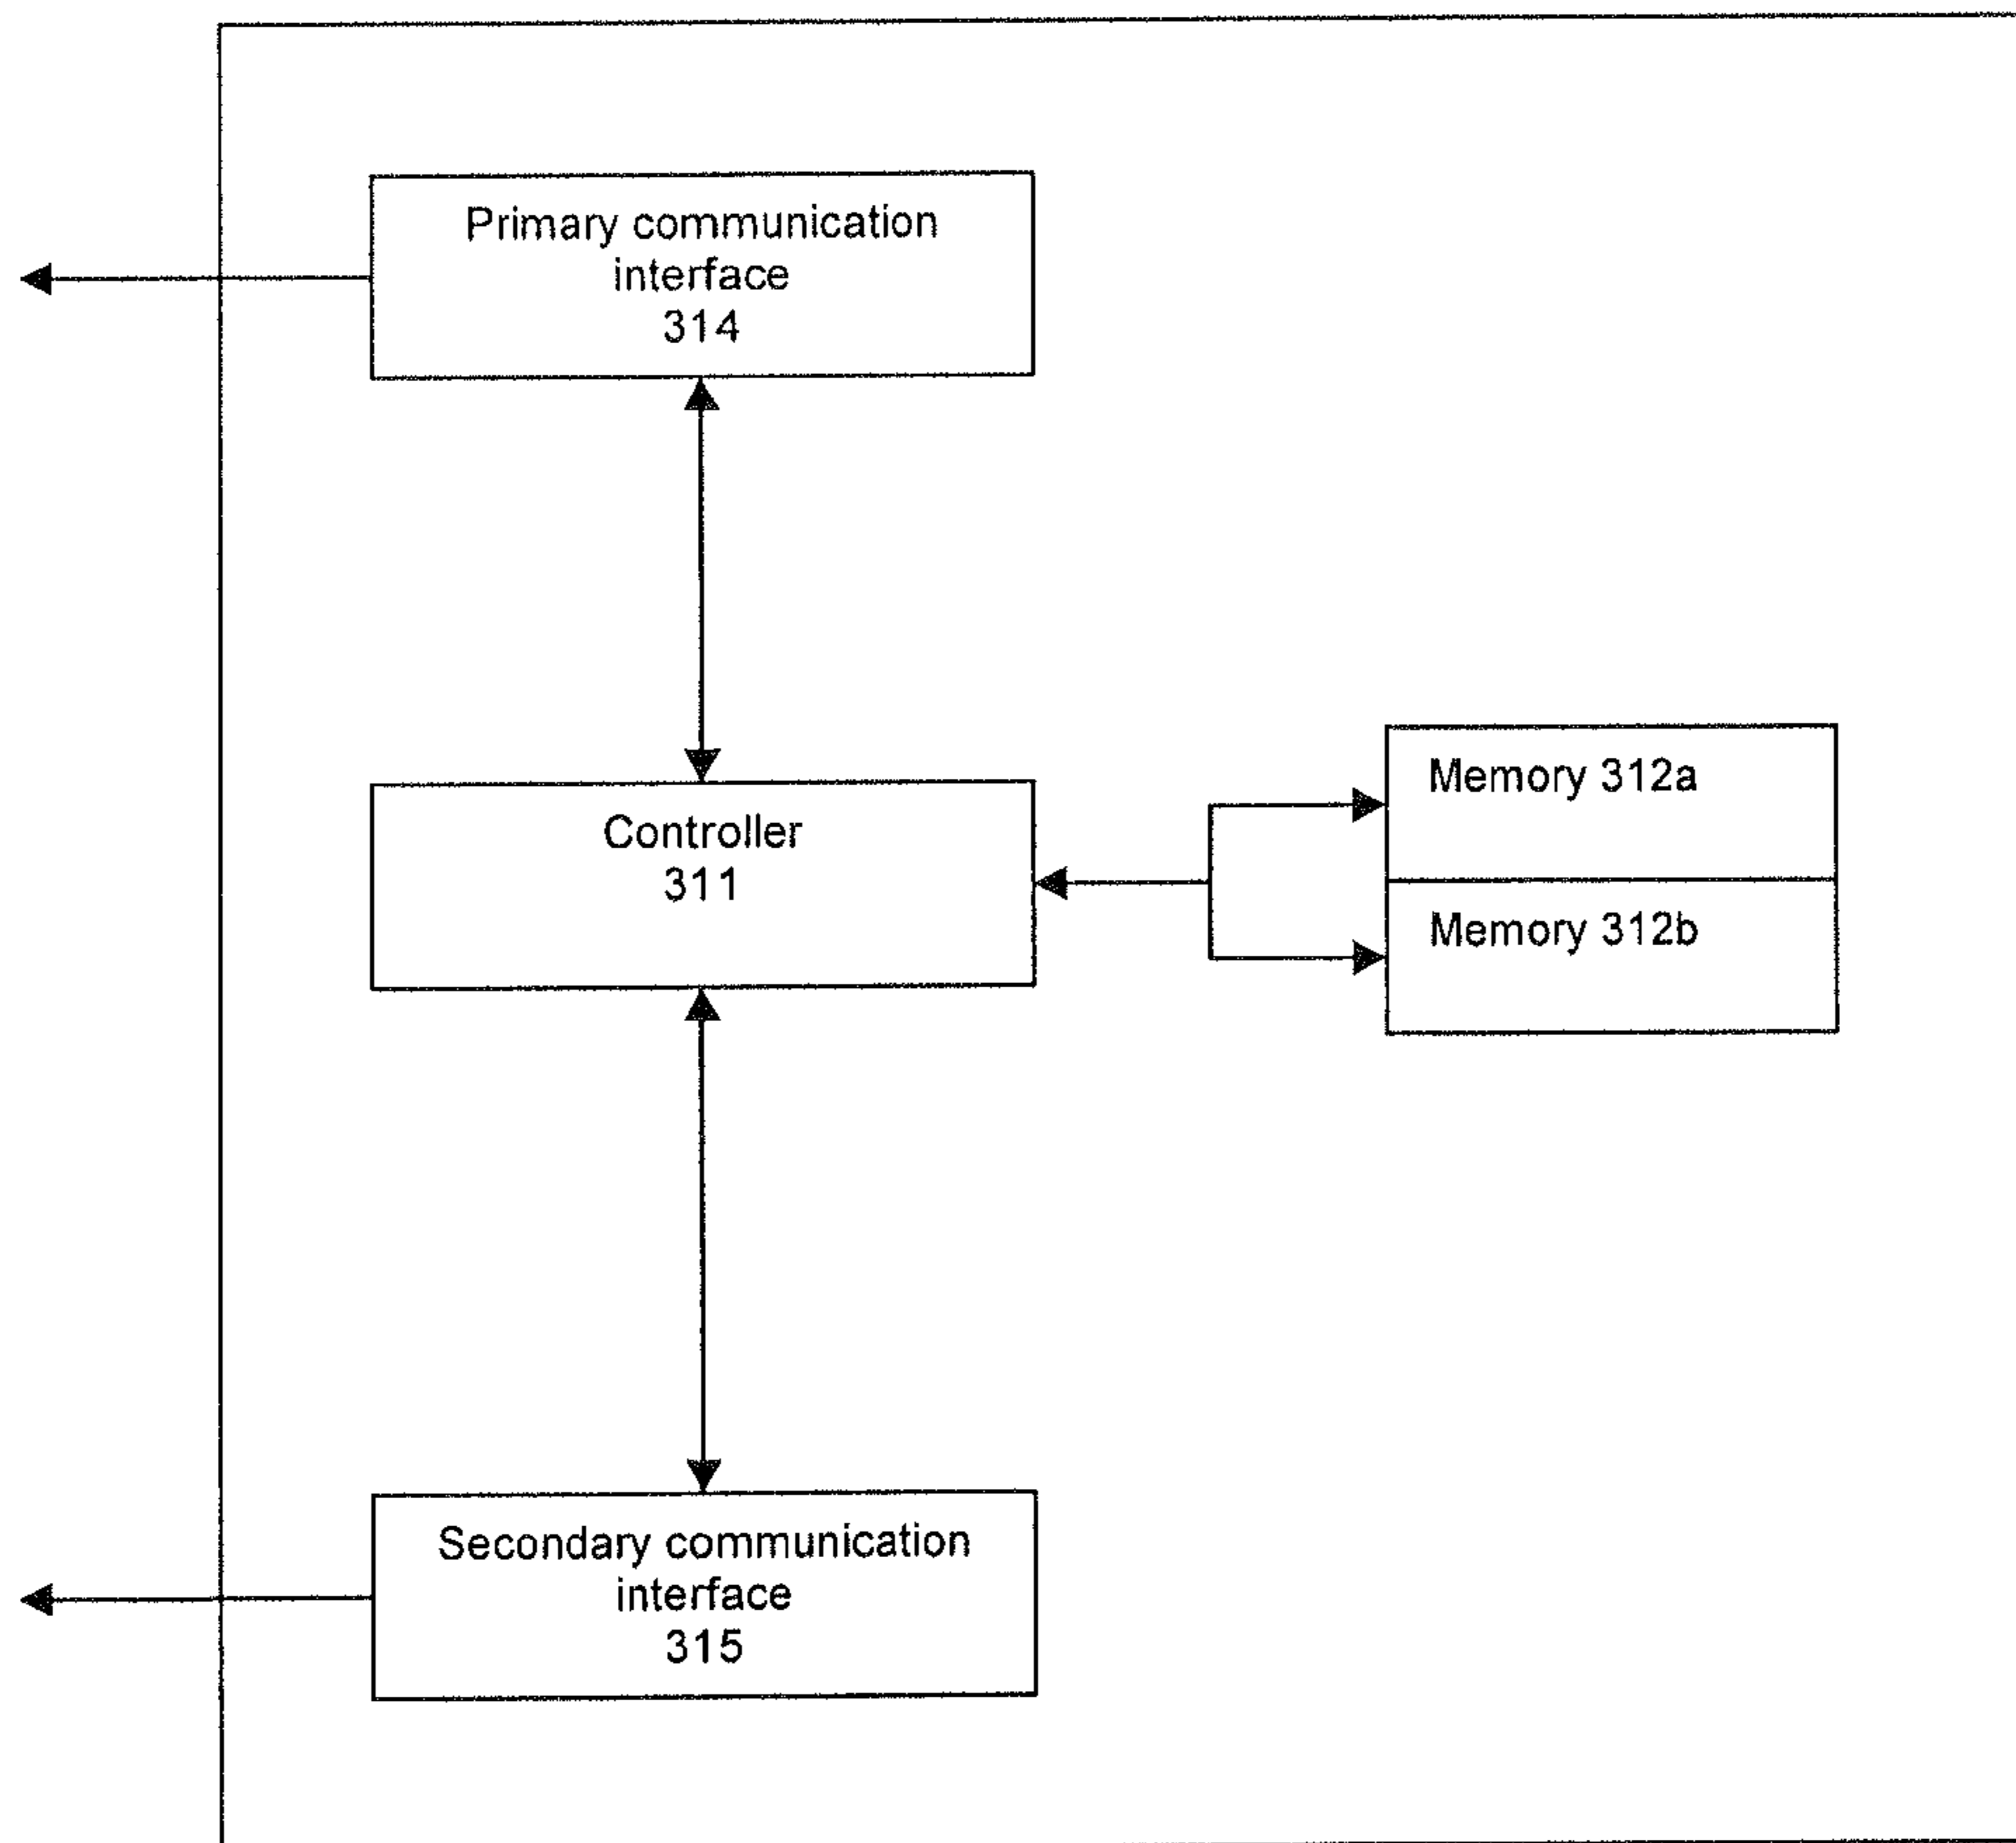 Primary communication
interface
314
Controller
311
Memory 312a
Memory 312b
Secondary communication
interface
315